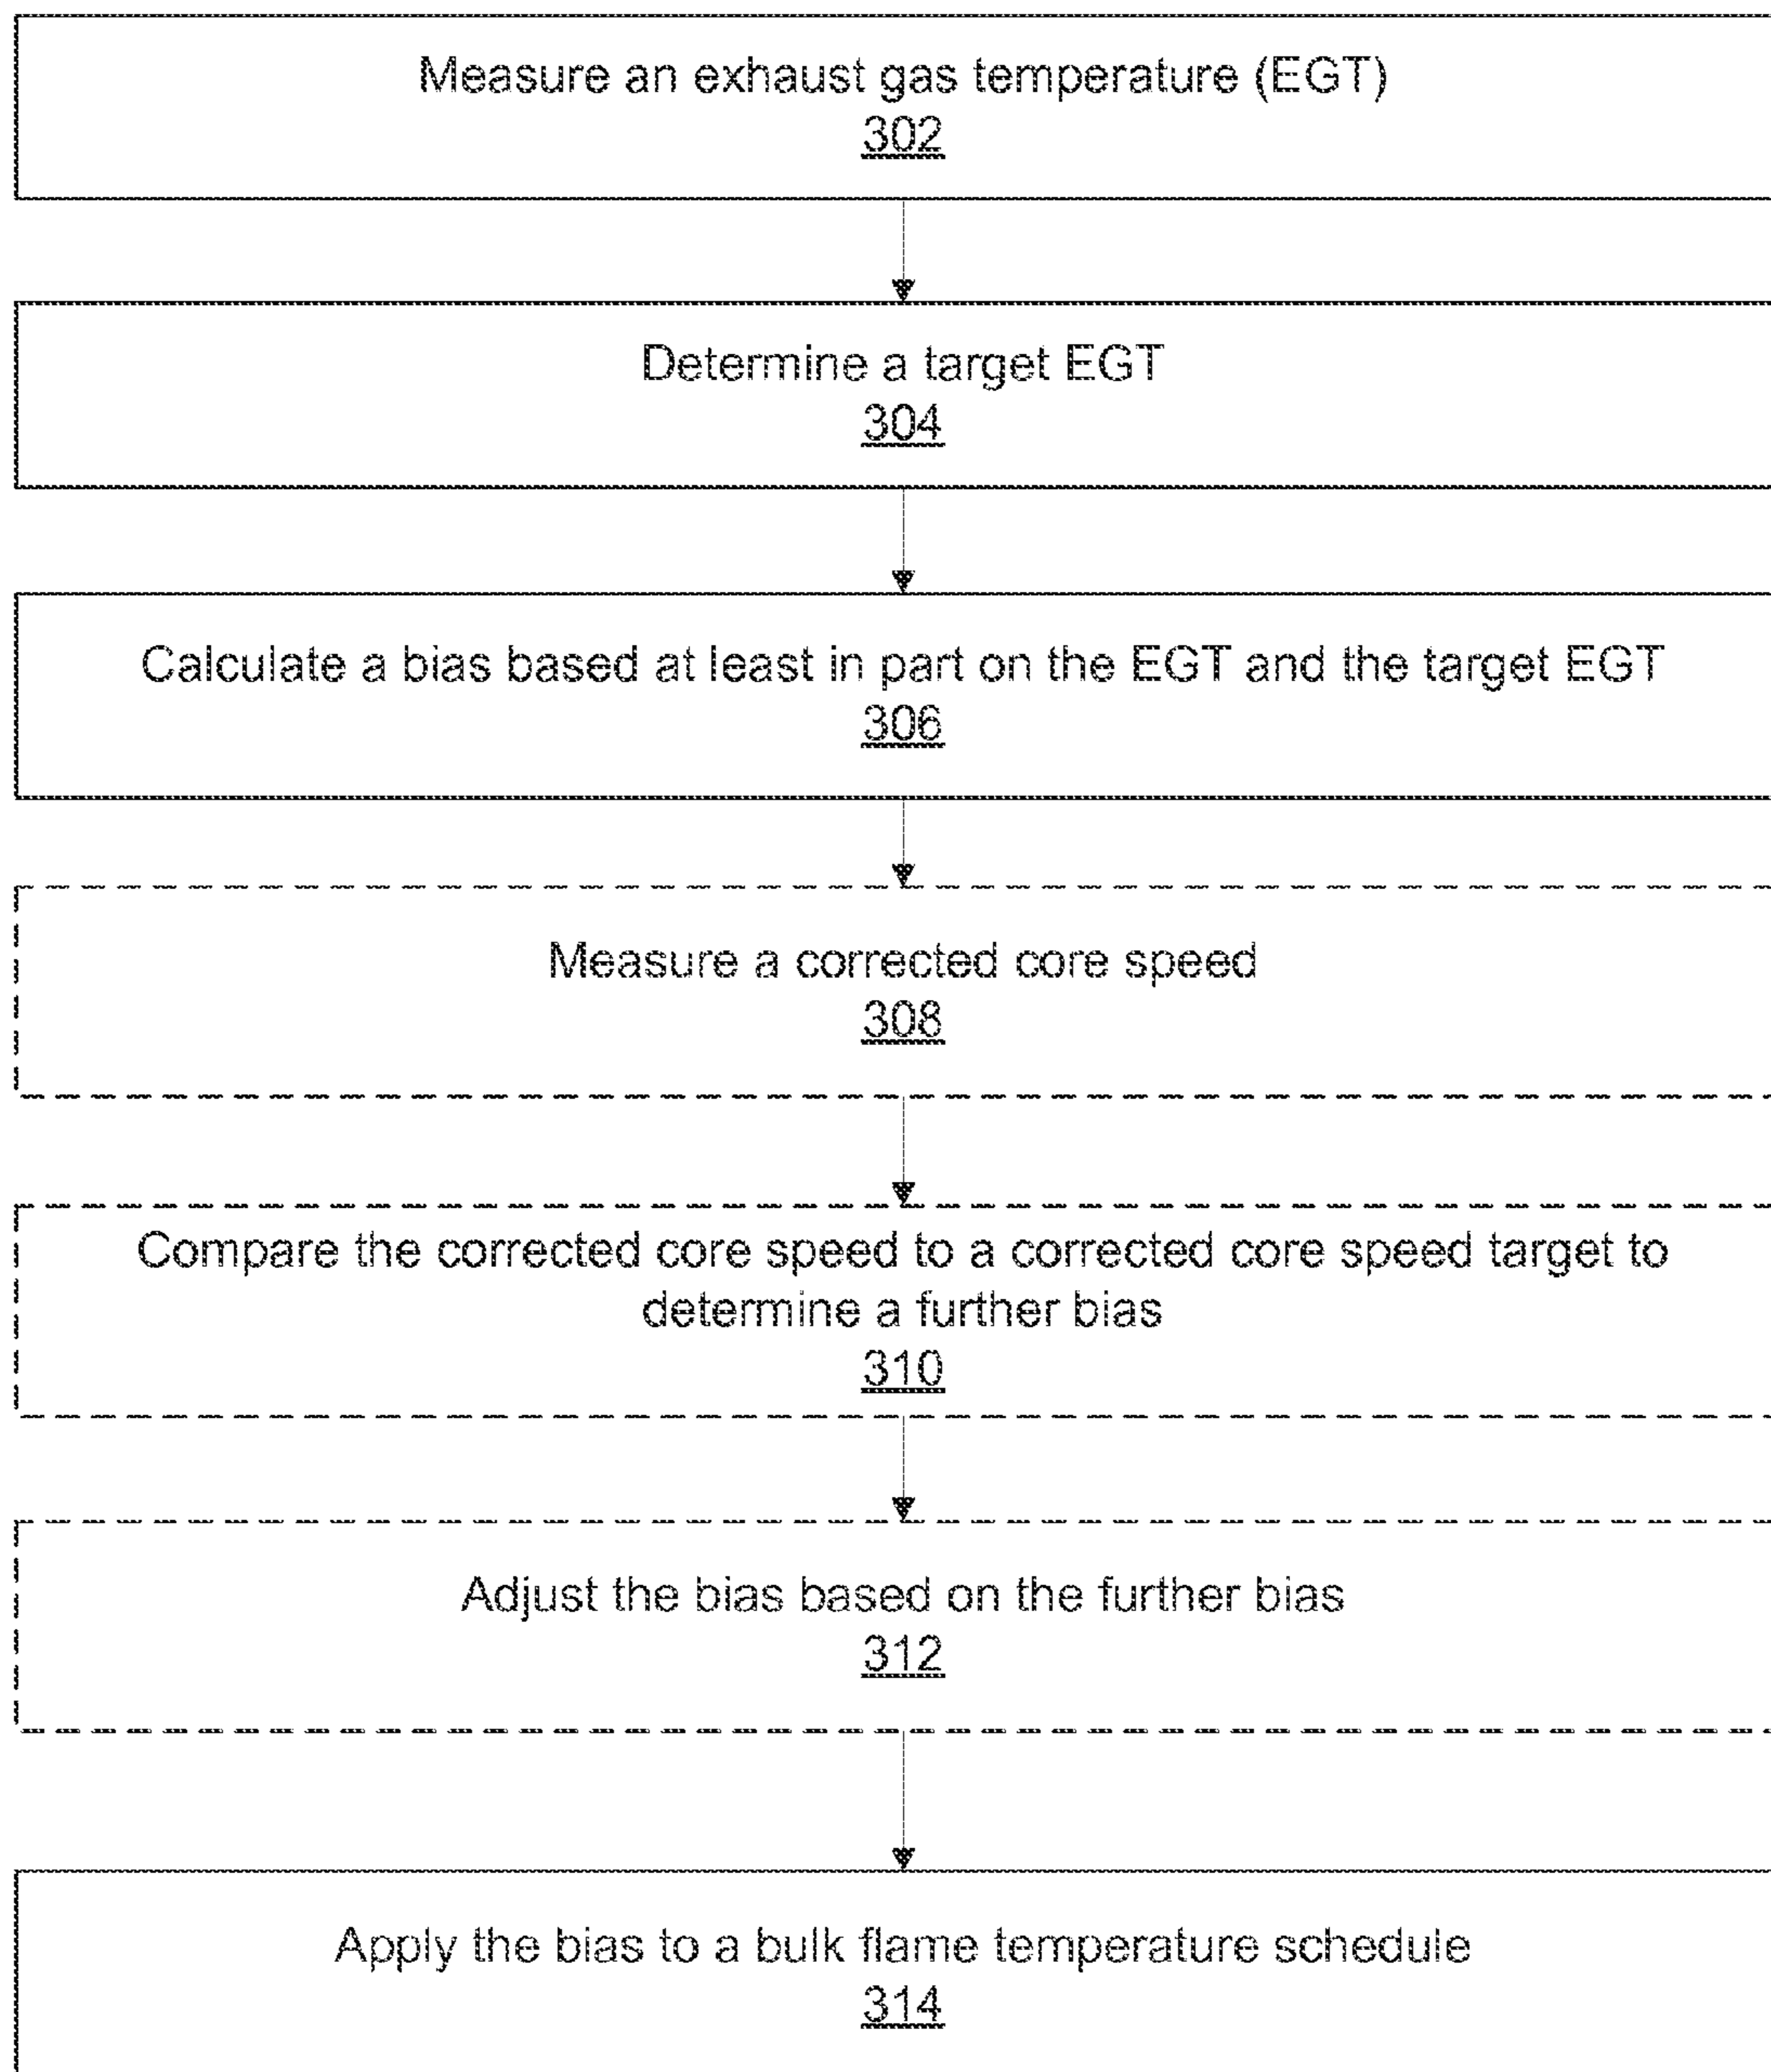 Measure an exhaust gas temperature (EGT)
302
Determine a target EGT
304
Calculate a bias based at least in part on the EGT and the target EGT
306
Measure a corrected core speed
308
Compare the corrected core speed to a corrected core speed target to
determine a further bias
310
Adjust the bias based on the further bias
312
Apply the bias to a bulk flame temperature schedule
314